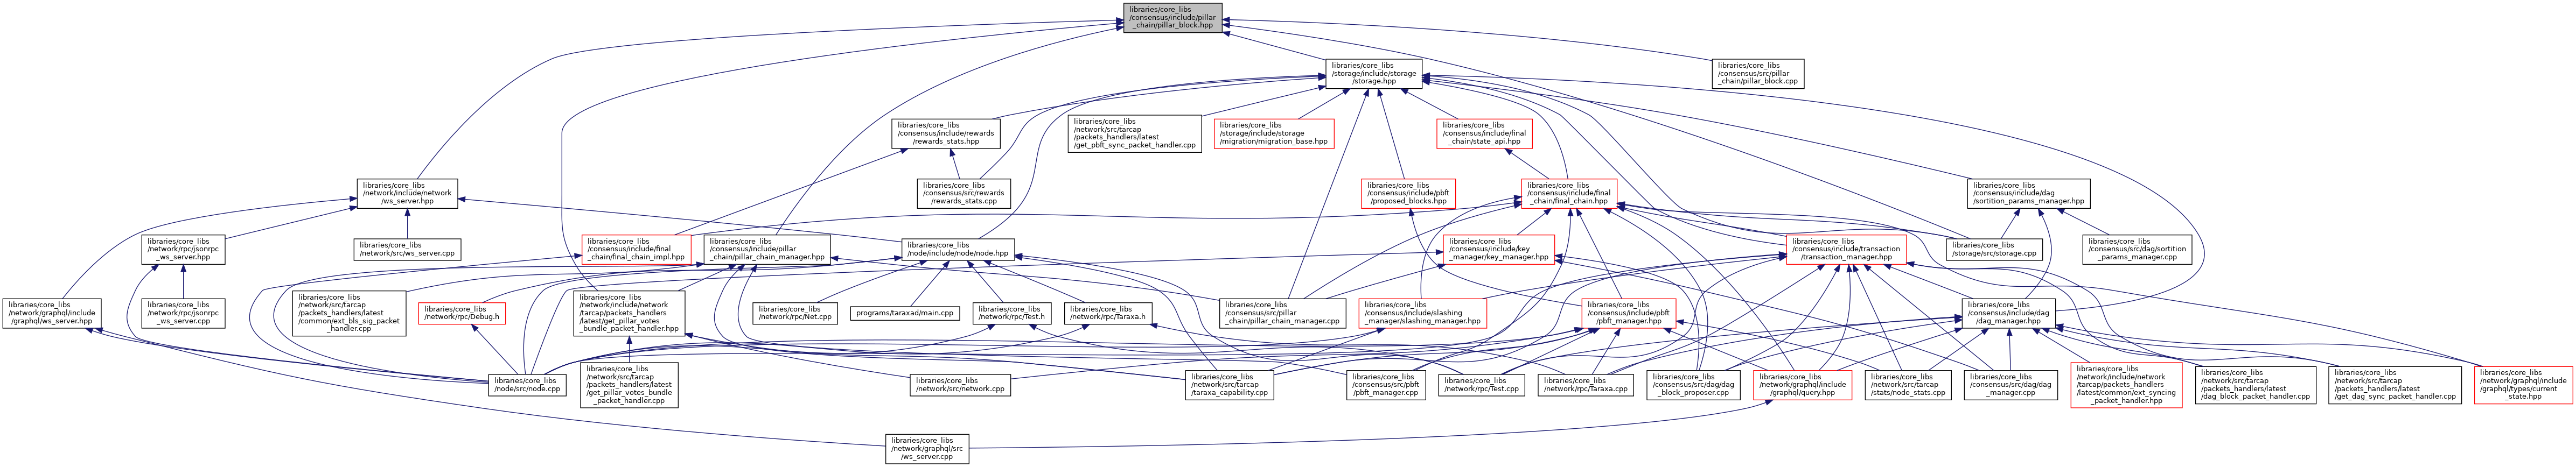 libraries/core_libs
/consensus/include/pillar
_chain/pillar_block.hpp
libraries/core_libs
/storage/include/storage
/storage.hpp
libraries/core_libs
/consensus/src/pillar
_chain/pillar_block.cpp
libraries/core_libs
/consensus/include/rewards
/rewards_stats.hpp
libraries/core_libs
/network/src/tarcap
/packets_handlers/latest
/get_pbft_sync_packet_handler.cpp
libraries/core_libs
/storage/include/storage
/migration/migration_base.hpp
libraries/core_libs
/consensus/include/final
_chain/state_api.hpp
libraries/core_libs
/network/include/network
/ws_server.hpp
libraries/core_libs
/consensus/src/rewards
/rewards_stats.cpp
libraries/core_libs
/consensus/include/pbft
/proposed_blocks.hpp
libraries/core_libs
/consensus/include/final
_chain/final_chain.hpp
libraries/core_libs
/consensus/include/dag
/sortition_params_manager.hpp
libraries/core_libs
/network/rpc/jsonrpc
_ws_server.hpp
libraries/core_libs
/network/src/ws_server.cpp
libraries/core_libs
/consensus/include/final
_chain/final_chain_impl.hpp
libraries/core_libs
/consensus/include/pillar
_chain/pillar_chain_manager.hpp
libraries/core_libs
/node/include/node/node.hpp
libraries/core_libs
/consensus/include/key
_manager/key_manager.hpp
libraries/core_libs
/consensus/include/transaction
/transaction_manager.hpp
libraries/core_libs
/storage/src/storage.cpp
libraries/core_libs
/consensus/src/dag/sortition
_params_manager.cpp
libraries/core_libs
/network/graphql/include
/graphql/ws_server.hpp
libraries/core_libs
/network/rpc/jsonrpc
_ws_server.cpp
libraries/core_libs
/network/src/tarcap
/packets_handlers/latest
/common/ext_bls_sig_packet
_handler.cpp
libraries/core_libs
/network/rpc/Debug.h
libraries/core_libs
/network/include/network
/tarcap/packets_handlers
/latest/get_pillar_votes
_bundle_packet_handler.hpp
libraries/core_libs
/network/rpc/Net.cpp
programs/taraxad/main.cpp
libraries/core_libs
/network/rpc/Test.h
libraries/core_libs
/network/rpc/Taraxa.h
libraries/core_libs
/consensus/src/pillar
_chain/pillar_chain_manager.cpp
libraries/core_libs
/consensus/include/slashing
_manager/slashing_manager.hpp
libraries/core_libs
/consensus/include/pbft
/pbft_manager.hpp
libraries/core_libs
/consensus/include/dag
/dag_manager.hpp
libraries/core_libs
/node/src/node.cpp
libraries/core_libs
/network/src/tarcap
/packets_handlers/latest
/get_pillar_votes_bundle
_packet_handler.cpp
libraries/core_libs
/network/src/network.cpp
libraries/core_libs
/network/src/tarcap
/taraxa_capability.cpp
libraries/core_libs
/consensus/src/pbft
/pbft_manager.cpp
libraries/core_libs
/network/rpc/Test.cpp
libraries/core_libs
/network/rpc/Taraxa.cpp
libraries/core_libs
/consensus/src/dag/dag
_block_proposer.cpp
libraries/core_libs
/network/graphql/include
/graphql/query.hpp
libraries/core_libs
/network/src/tarcap
/stats/node_stats.cpp
libraries/core_libs
/consensus/src/dag/dag
_manager.cpp
libraries/core_libs
/network/include/network
/tarcap/packets_handlers
/latest/common/ext_syncing
_packet_handler.hpp
libraries/core_libs
/network/src/tarcap
/packets_handlers/latest
/dag_block_packet_handler.cpp
libraries/core_libs
/network/src/tarcap
/packets_handlers/latest
/get_dag_sync_packet_handler.cpp
libraries/core_libs
/network/graphql/include
/graphql/types/current
_state.hpp
libraries/core_libs
/network/graphql/src
/ws_server.cpp